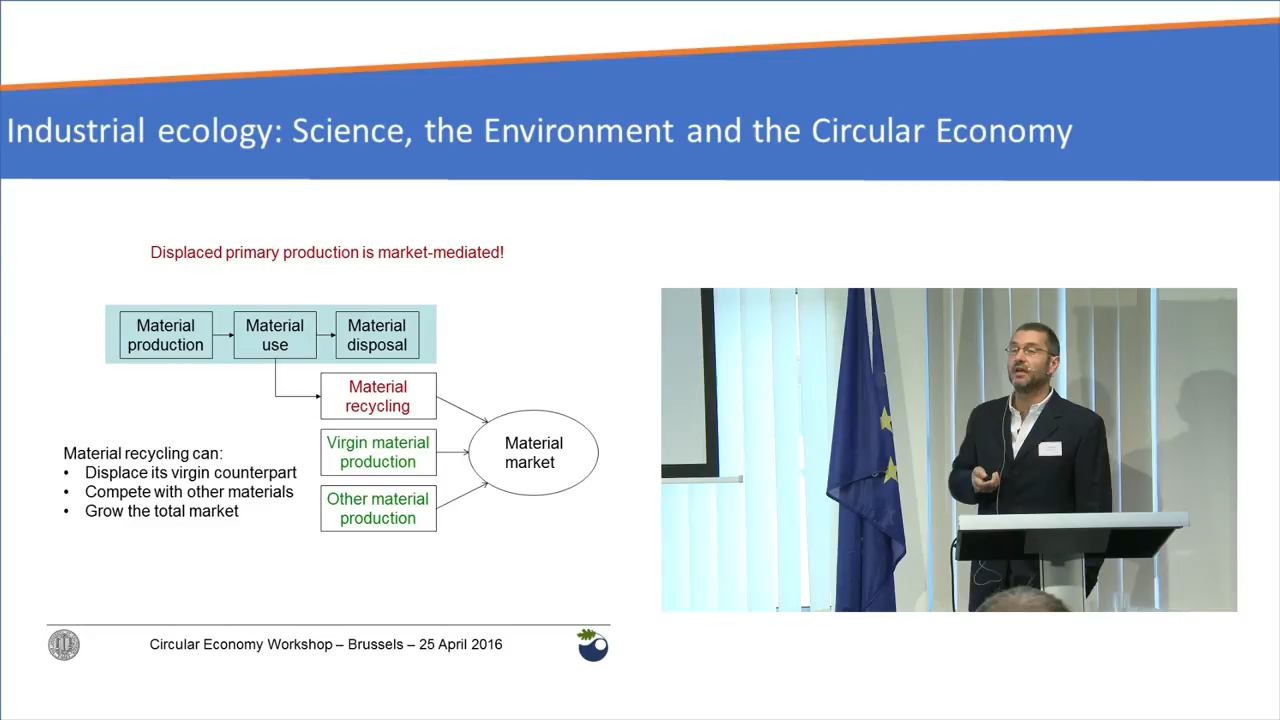 Industrial ecology: Science, the Environment and the Circular Economy
Displaced primary production is market-mediated!
Material
production
Material
use
Material
disposal
Material
recycling
Virgin material
production
Other material
production
Material
market
Material recycling can:
• Displace its virgin counterpart
• Compete with other materials
• Grow the total market
Circular Economy Workshop – Brussels – 25 April 2016